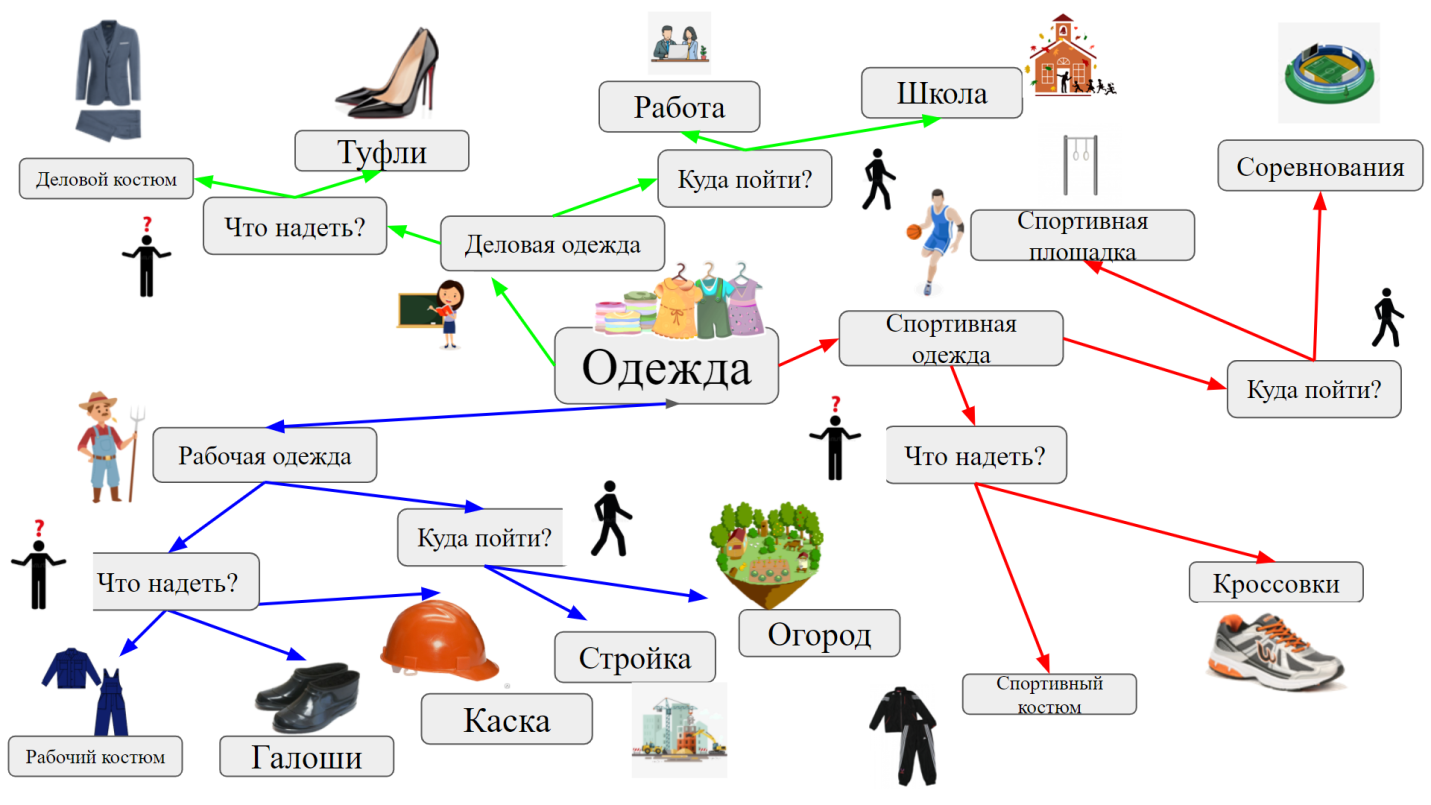 Работа
Школа
Туфли
Соревнования
Деловой костюм
Куда пойти?
?
Что надеть?
Спортивная
площадка
Деловая одежда
Спортивная
одежда
Одежда
Куда пойти?
?
Что надеть?
Рабочая одежда
?
Что надеть?
Куда пойти?
Кроссовки
Огород
Стройка
Спортивный
костюм
Каска
Рабочий костюм
Галоши